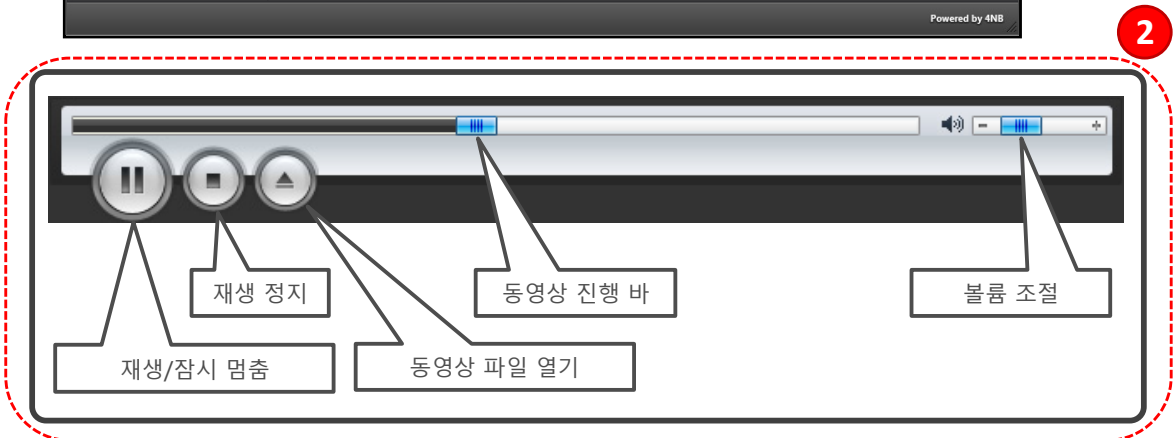 Powered by 4NB
2
재생 정지
동영상 진행 바
볼륨 조절
재생/잠시 멈춤
동영상 파일 열기